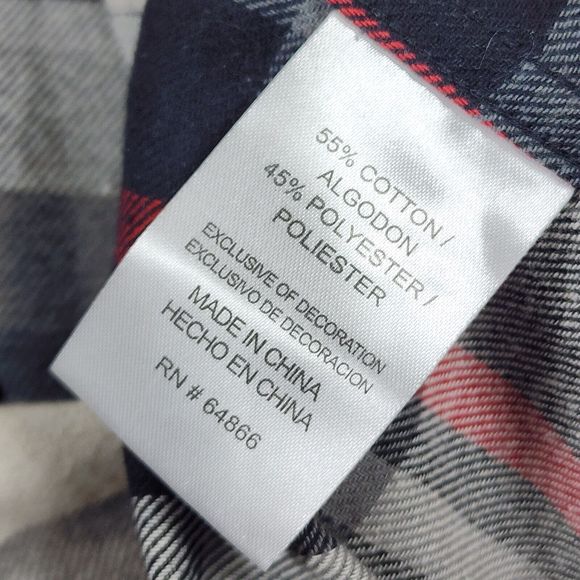 55% COTTON /
ALGODON
45% POLYESTER /
POLIESTER
EXCLUSIVE OF DECORATION
EXCLUSIVO DE DECORACION
MADE IN CHINA
HECHO EN CHINA
RN # 64866